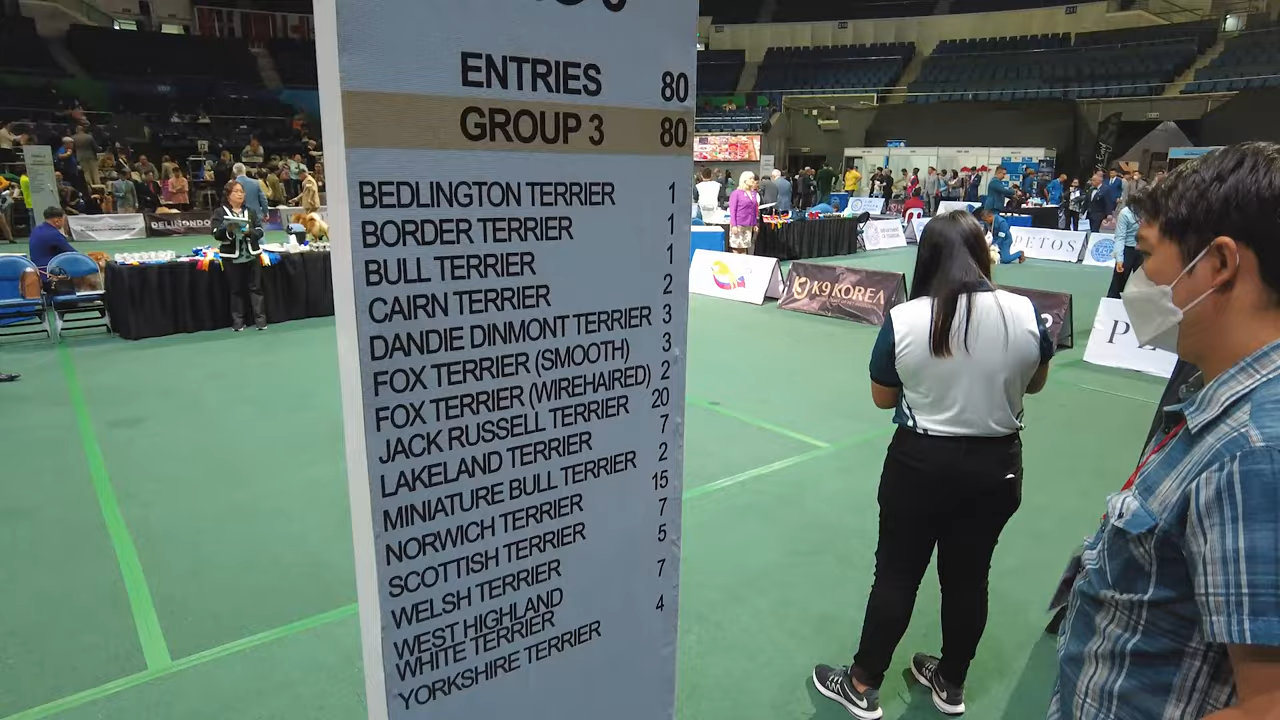 ENTRIES 80
GROUP 3 80
BEDLINGTON TERRIER 1
BORDER TERRIER 1
BULL TERRIER 1
CAIRN TERRIER 2
DANDIE DINMONT TERRIER 3
FOX TERRIER (SMOOTH) 3
FOX TERRIER (WIREHAIRED) 2
JACK RUSSELL TERRIER 20
LAKELAND TERRIER 7
MINIATURE BULL TERRIER 2
NORWICH TERRIER 15
SCOTTISH TERRIER 7
WELSH TERRIER 5
WEST HIGHLAND
WHITE TERRIER 7
YORKSHIRE TERRIER 4
K9 KOREA
PETOS